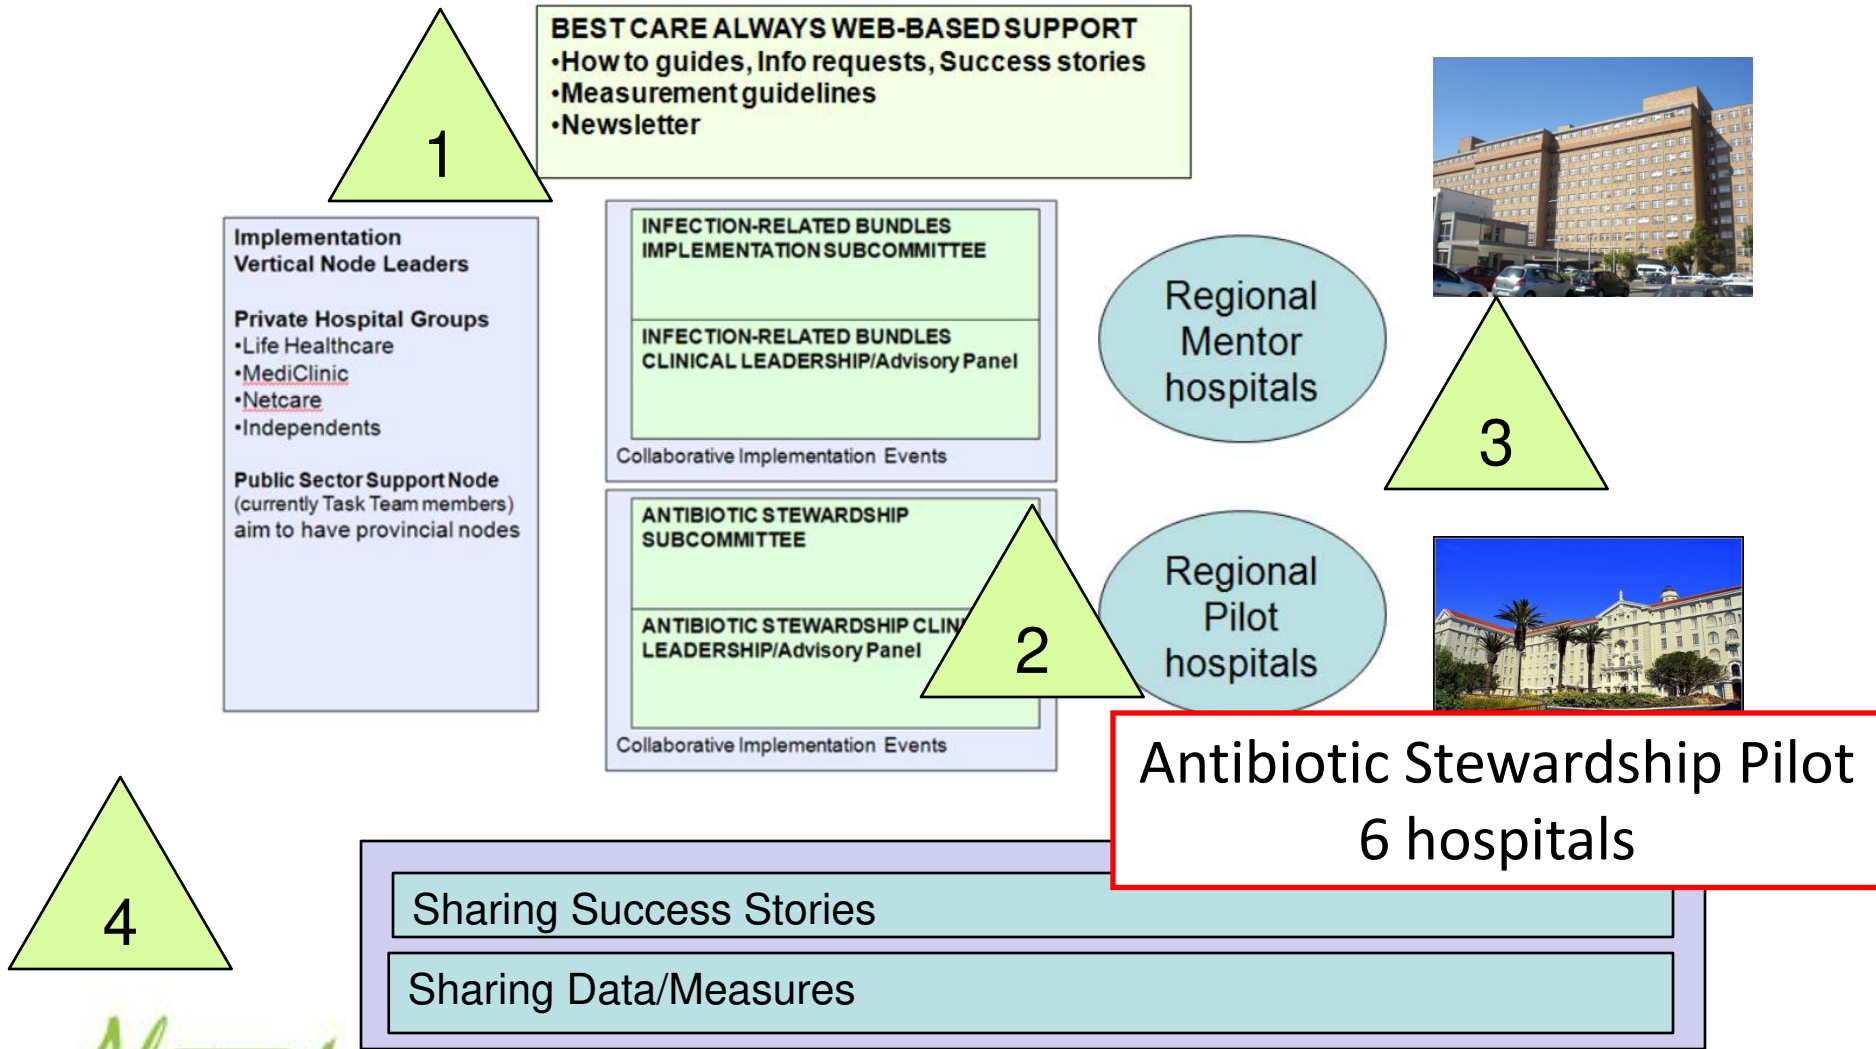 1
BEST CARE ALWAYS WEB-BASED SUPPORT
•How to guides, Info requests, Success stories
•Measurement guidelines
•Newsletter
Implementation
Vertical Node Leaders
Private Hospital Groups
•Life Healthcare
•MediClinic
•Netcare
•Independents
Public Sector Support Node
(currently Task Team members)
aim to have provincial nodes
INFECTION-RELATED BUNDLES
IMPLEMENTATION SUBCOMMITTEE
INFECTION-RELATED BUNDLES
CLINICAL LEADERSHIP/Advisory Panel
Collaborative Implementation Events
ANTIBIOTIC STEWARDSHIP
SUBCOMMITTEE
ANTIBIOTIC STEWARDSHIP CLIN
LEADERSHIP/Advisory Panel
Collaborative Implementation Events
2
Regional
Mentor
hospitals
Regional
Pilot
hospitals
3
Antibiotic Stewardship Pilot
6 hospitals
4
Sharing Success Stories
Sharing Data/Measures